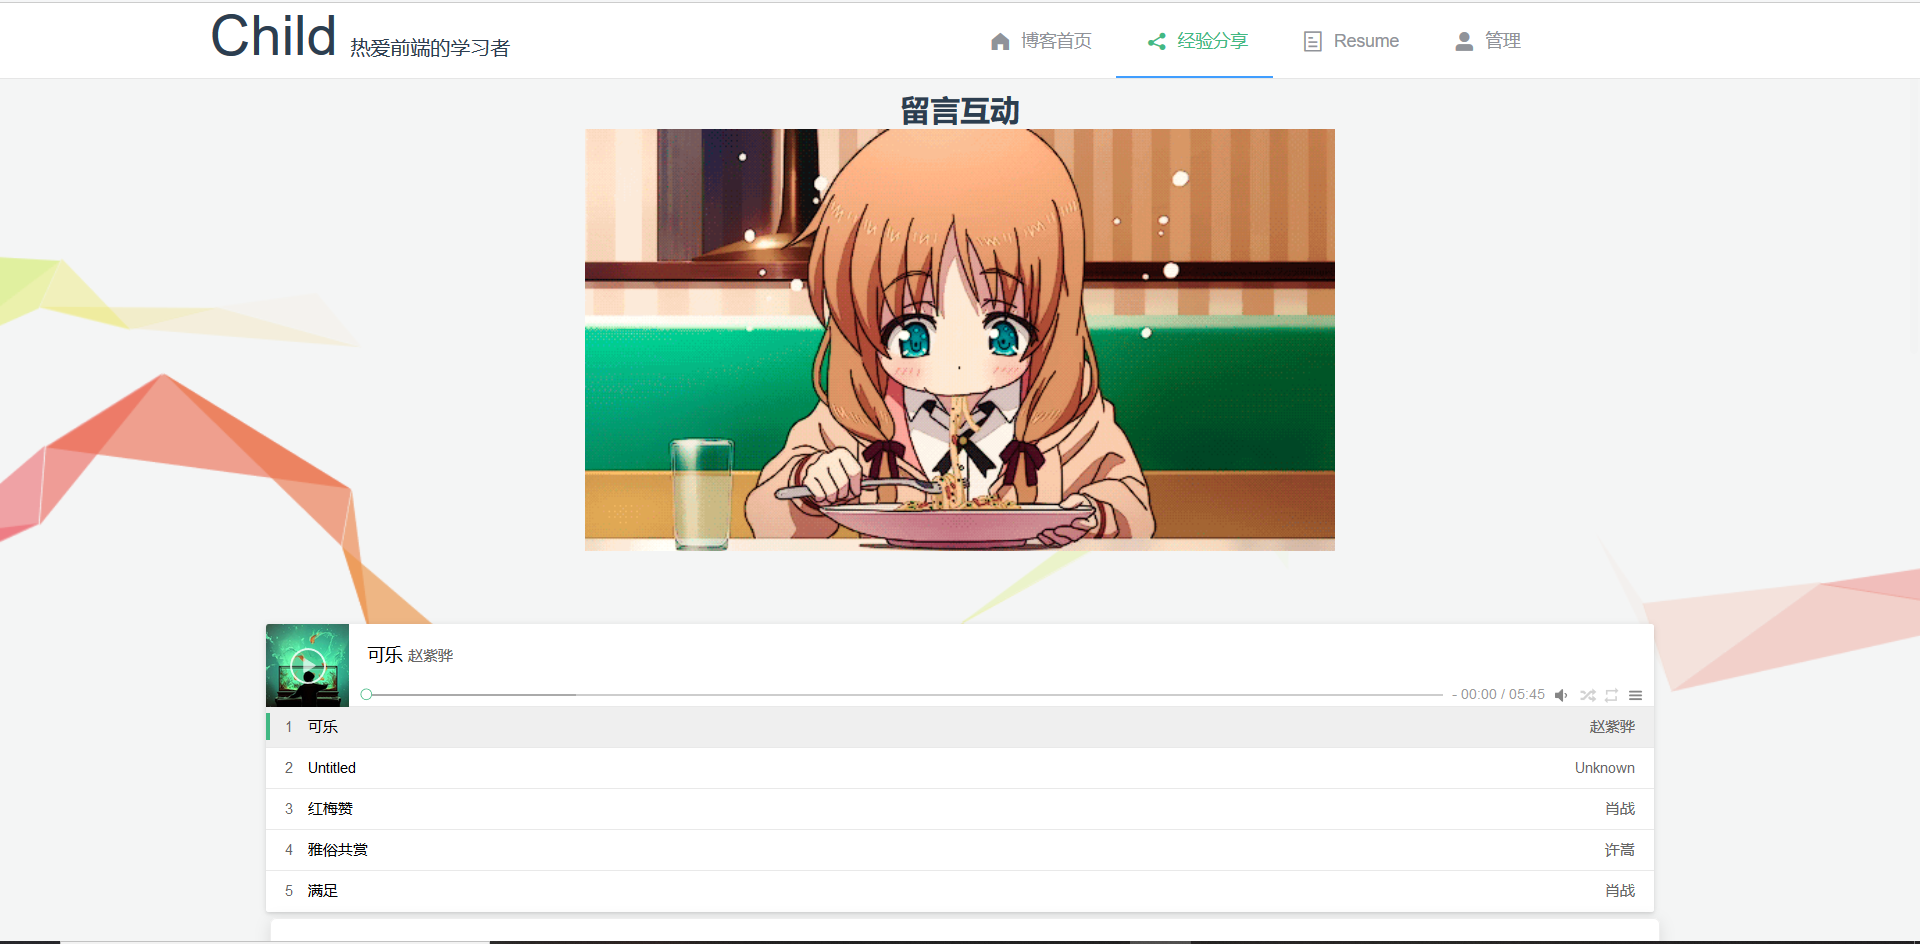 Child 热爱前端的学习者
博客首页 经验分享 Resume 管理
留言互动
可乐 赵紫骅
- 00:00 / 05:45
1 可乐 赵紫骅
2 Untitled Unknown
3 红梅赞 肖战
4 雅俗共赏 许嵩
5 满足 肖战